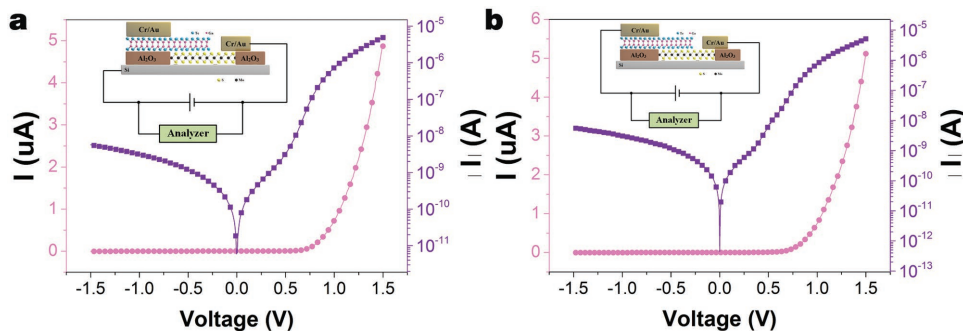 a
Cr/Au
Se
Ga
Cr/Au
Al₂O₃
Al₂O₃
Si
S
Mo
Analyzer
I (uA)
5
4
3
2
1
0
-1.5
-1.0
-0.5
0.0
0.5
1.0
1.5
Voltage (V)
10⁻⁵
10⁻⁶
10⁻⁷
10⁻⁸
10⁻⁹
10⁻¹⁰
10⁻¹¹
| I | (A)
b
Cr/Au
Cr/Au
Al₂O₃
Al₂O₃
Si
Analyzer
I (uA)
6
5
4
3
2
1
0
-1.5
-1.0
-0.5
0.0
0.5
1.0
1.5
Voltage (V)
10⁻⁵
10⁻⁶
10⁻⁷
10⁻⁸
10⁻⁹
10⁻¹⁰
10⁻¹¹
10⁻¹²
10⁻¹³
| I | (A)